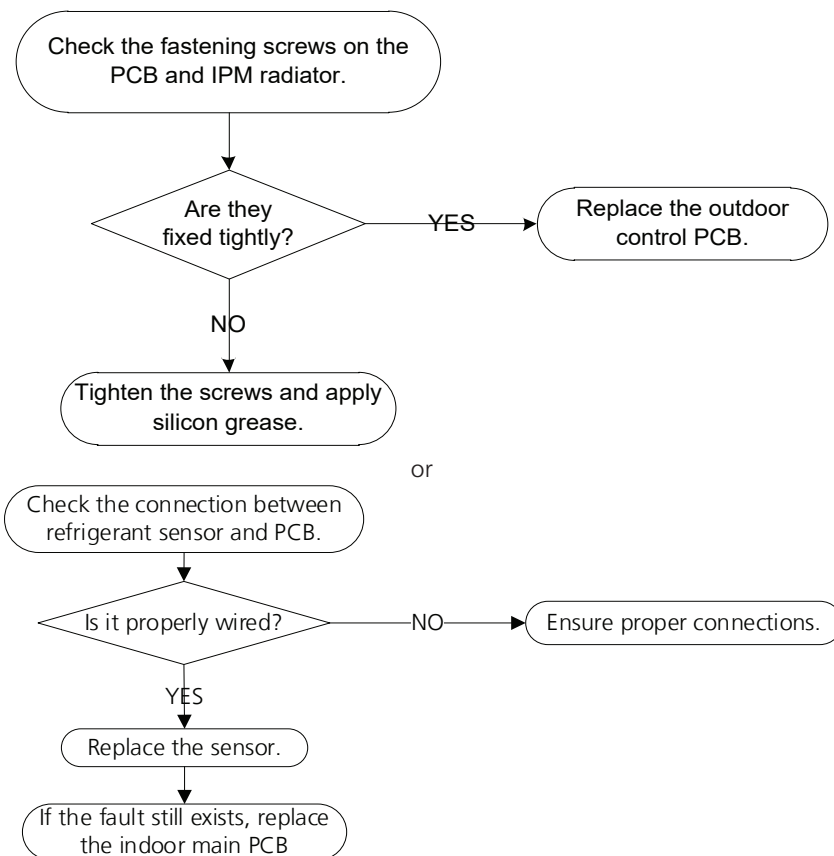 Check the fastening screws on the
PCB and IPM radiator.
Are they
fixed tightly?
YES
Replace the outdoor
control PCB.
NO
Tighten the screws and apply
silicon grease.
or
Check the connection between
refrigerant sensor and PCB.
Is it properly wired?
NO
Ensure proper connections.
YES
Replace the sensor.
If the fault still exists, replace
the indoor main PCB